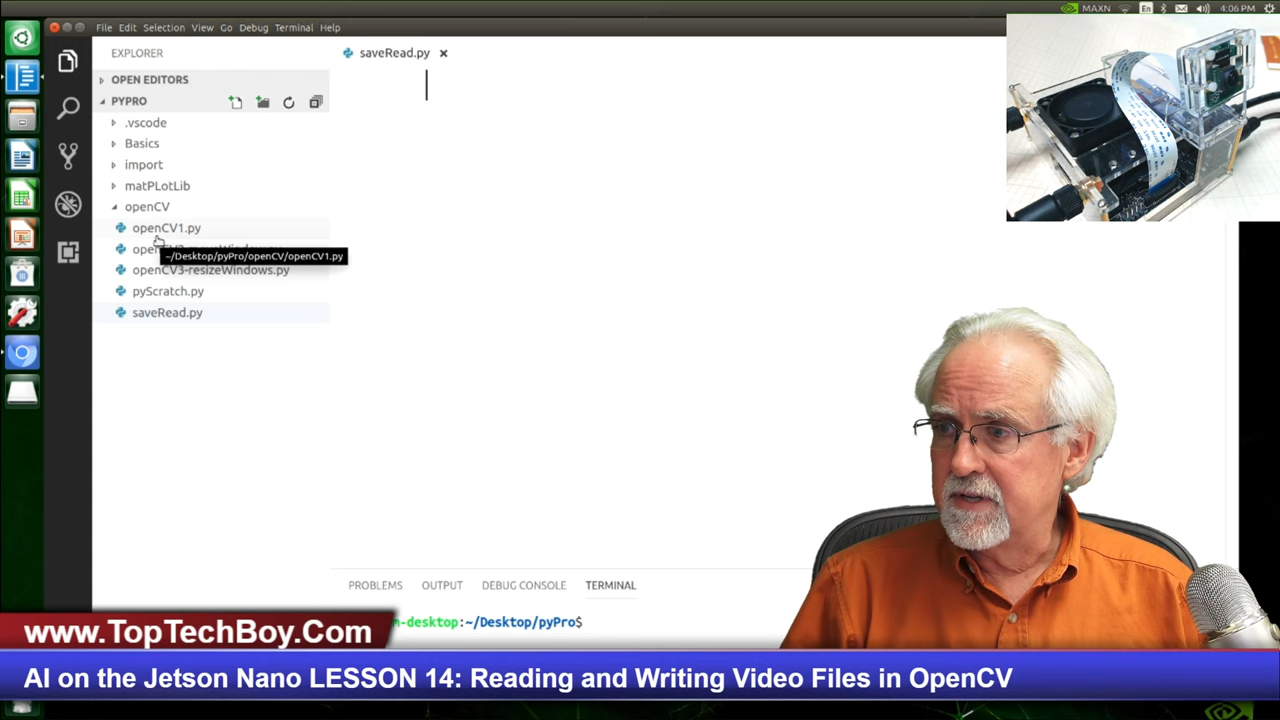 MAXN
En
4:06 PM
File Edit Selection View Go Debug Terminal Help
EXPLORER
saveRead.py
OPEN EDITORS
PYPRO
.vscode
Basics
import
matPLotLib
openCV
openCV1.py
~/Desktop/pyPro/openCV/openCV1.py
openCV3-resizeWindows.py
pyScratch.py
saveRead.py
PROBLEMS OUTPUT DEBUG CONSOLE TERMINAL
n-desktop:~/Desktop/pyPro$
www.TopTechBoy.Com
AI on the Jetson Nano LESSON 14: Reading and Writing Video Files in OpenCV